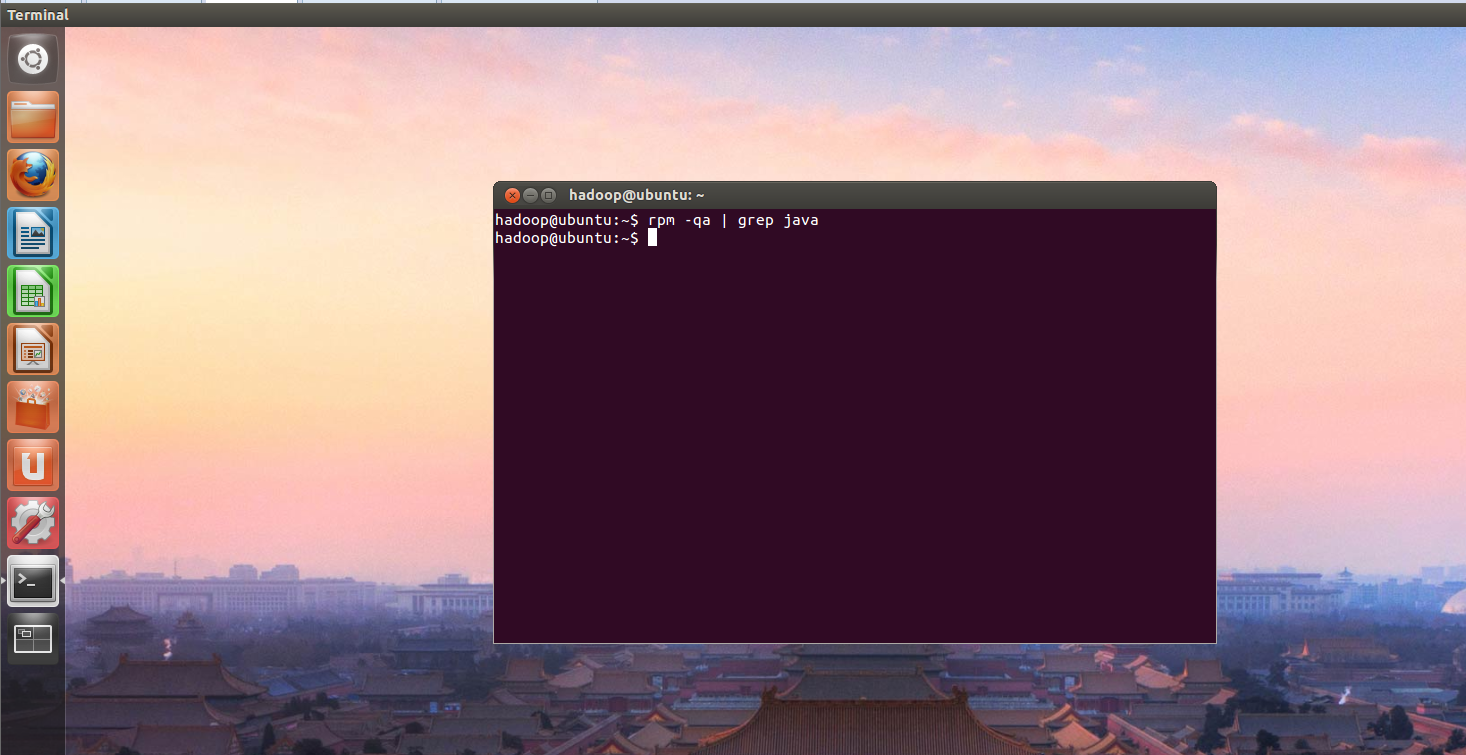 Terminal
hadoop@ubuntu: ~
hadoop@ubuntu:~$ rpm -qa | grep java
hadoop@ubuntu:~$